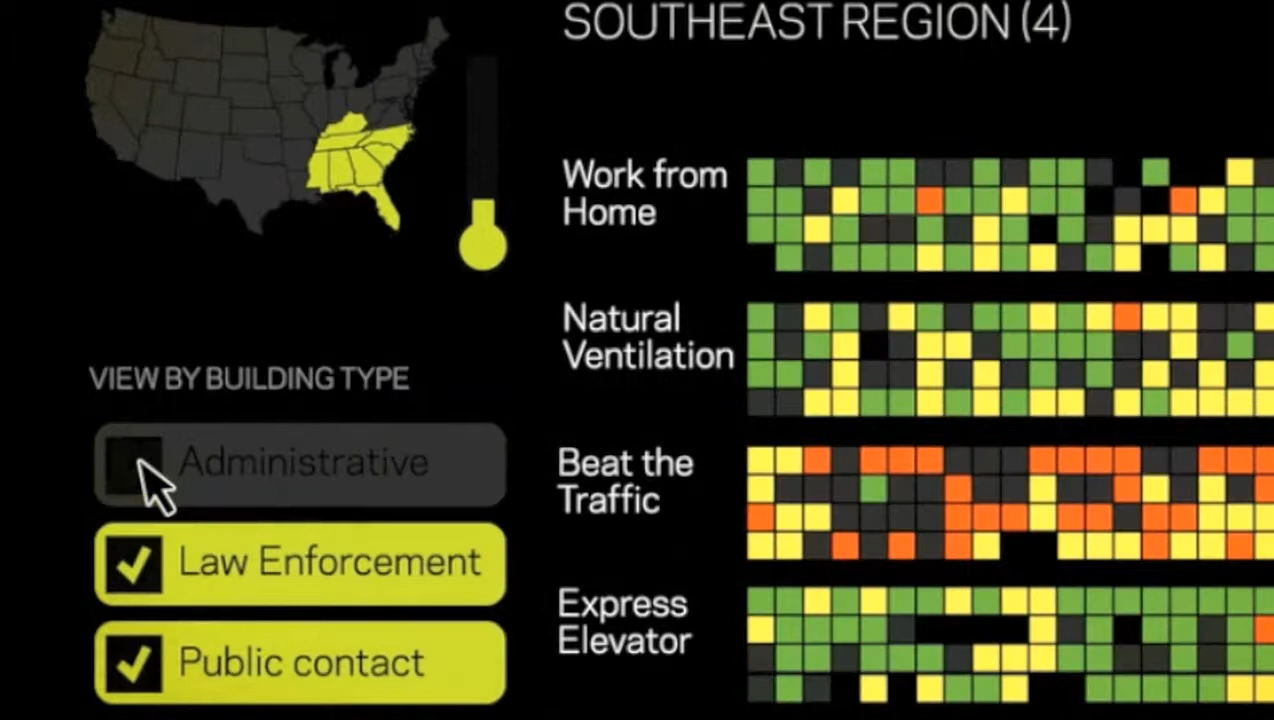 SOUTHEAST REGION (4)
Work from
Home
Natural
Ventilation
VIEW BY BUILDING TYPE
Administrative
Beat the
Traffic
Law Enforcement
Express
Elevator
Public contact